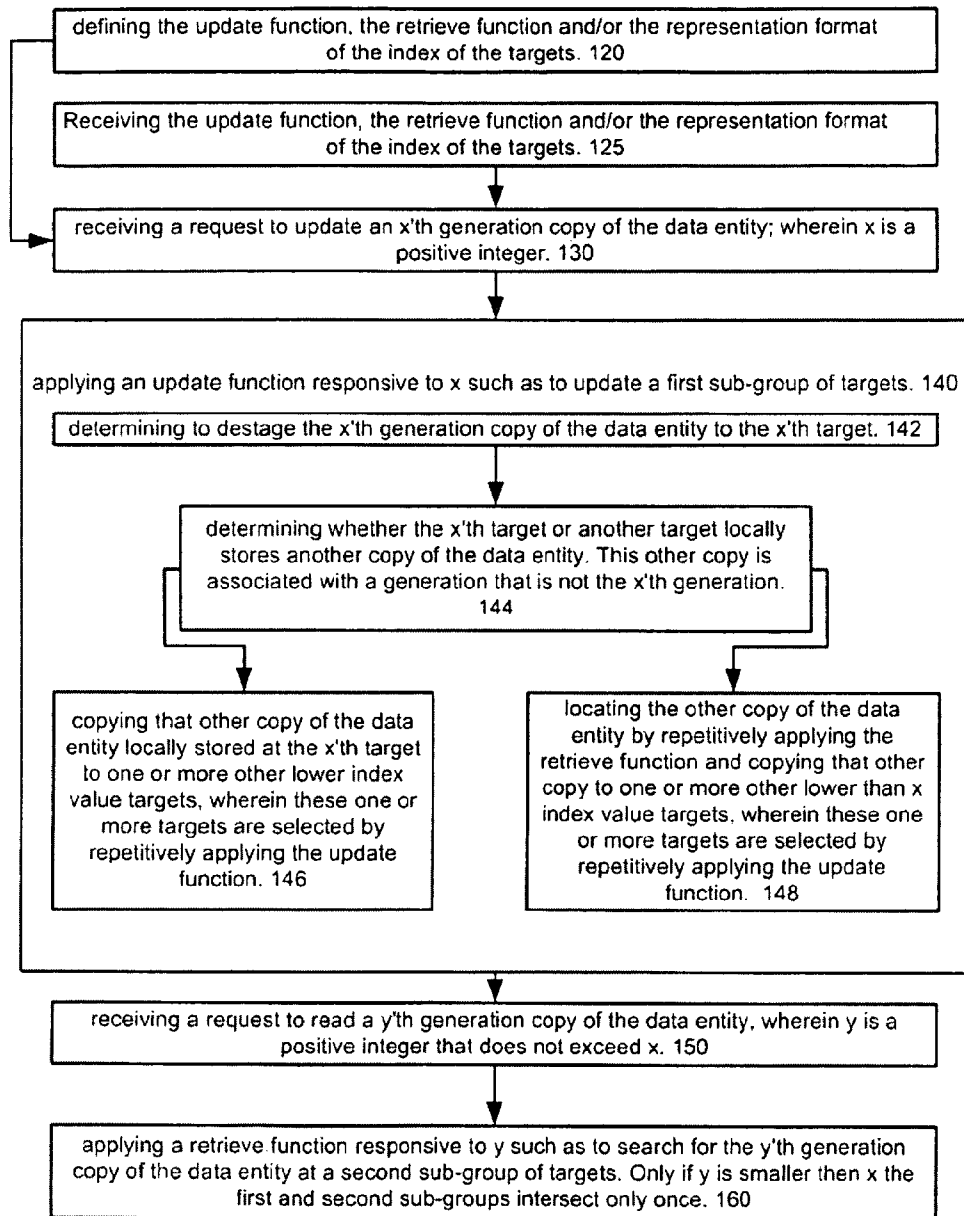 defining the update function, the retrieve function and/or the representation format
of the index of the targets. 120
Receiving the update function, the retrieve function and/or the representation format
of the index of the targets. 125
receiving a request to update an x'th generation copy of the data entity; wherein x is a
positive integer. 130
applying an update function responsive to x such as to update a first sub-group of targets. 140
determining to destage the x'th generation copy of the data entity to the x'th target. 142
determining whether the x'th target or another target locally
stores another copy of the data entity. This other copy is
associated with a generation that is not the x'th generation.
144
copying that other copy of the data
entity locally stored at the x'th target
to one or more other lower index
value targets, wherein these one or
more targets are selected by
repetitively applying the update
function. 146
locating the other copy of the data
entity by repetitively applying the
retrieve function and copying that other
copy to one or more other lower than x
index value targets, wherein these one
or more targets are selected by
repetitively applying the update
function. 148
receiving a request to read a y'th generation copy of the data entity, wherein y is a
positive integer that does not exceed x. 150
applying a retrieve function responsive to y such as to search for the y'th generation
copy of the data entity at a second sub-group of targets. Only if y is smaller then x the
first and second sub-groups intersect only once. 160